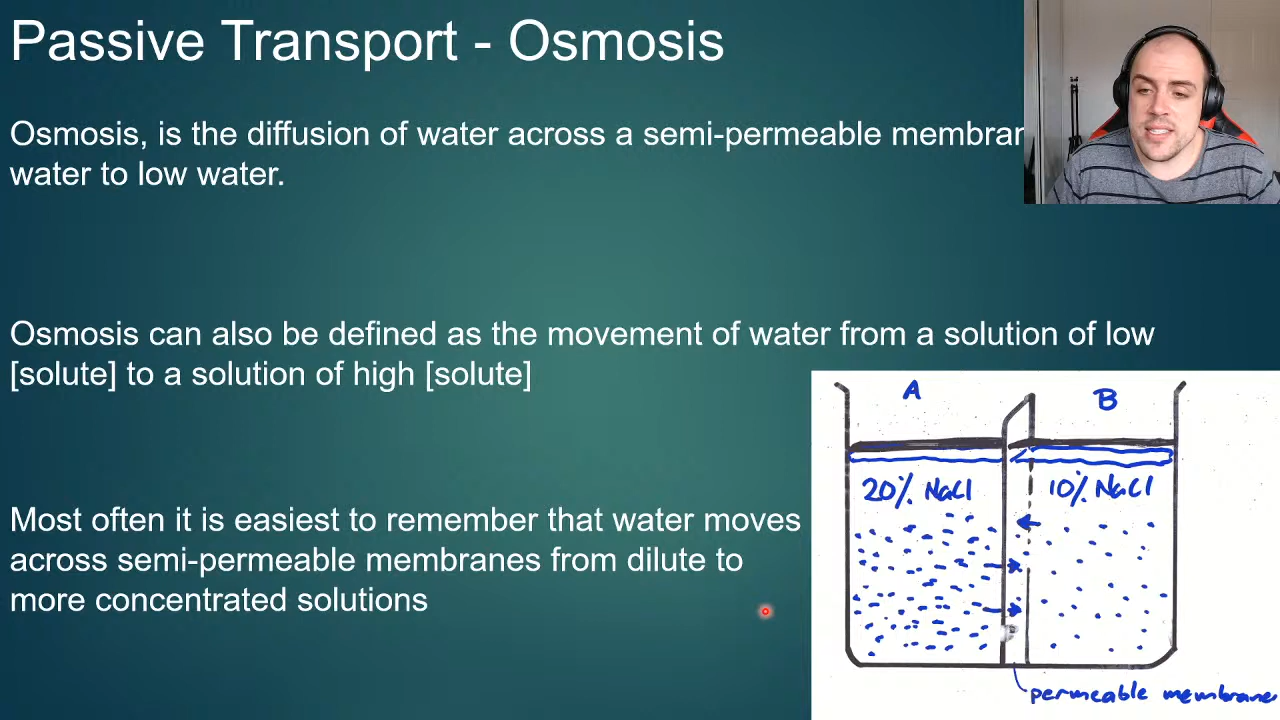 Passive Transport - Osmosis
Osmosis, is the diffusion of water across a semi-permeable
water to low water.
Osmosis can also be defined as the movement of water from a solution of low
[solute] to a solution of high [solute]
A
B
20% NaCl
10% NaCl
Most often it is easiest to remember that water moves
across semi-permeable membranes from dilute to
more concentrated solutions
permeable membrane